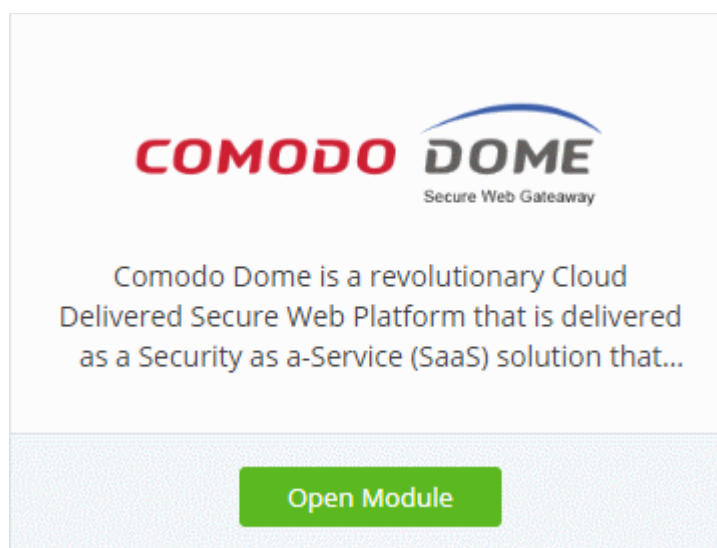 COMODO DOME
Secure Web Gateaway
Comodo Dome is a revolutionary Cloud
Delivered Secure Web Platform that is delivered
as a Security as a-Service (SaaS) solution that...
Open Module